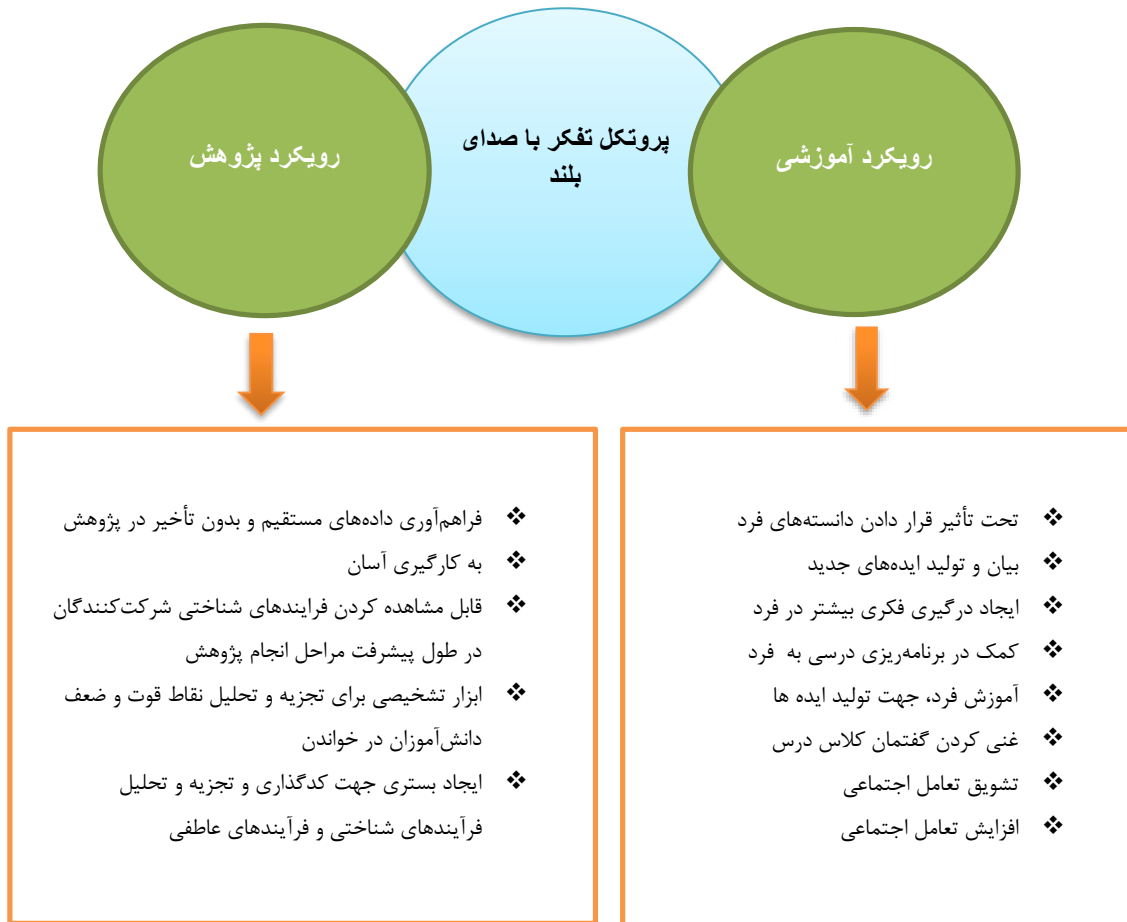 رویکرد آموزشی
پروتکل تفکر با صدای
بلند
رویکرد پژوهش
❖ تحت تأثیر قرار دادن دانسته‌های فرد
❖ بیان و تولید ایده‌های جدید
❖ ایجاد درگیری فکری بیشتر در فرد
❖ کمک در برنامه‌ریزی درسی به فرد
❖ آموزش فرد، جهت تولید ایده ها
❖ غنی کردن گفتمان کلاس درس
❖ تشویق تعامل اجتماعی
❖ افزایش تعامل اجتماعی
❖ فراهم‌آوری داده‌های مستقیم و بدون تأخیر در پژوهش
❖ به کارگیری آسان
❖ قابل مشاهده کردن فرایندهای شناختی شرکت‌کنندگان
در طول پیشرفت مراحل انجام پژوهش
❖ ابزار تشخیصی برای تجزیه و تحلیل نقاط قوت و ضعف
دانش‌آموزان در خواندن
❖ ایجاد بستری جهت کدگذاری و تجزیه و تحلیل
فرآیندهای شناختی و فرآیندهای عاطفی